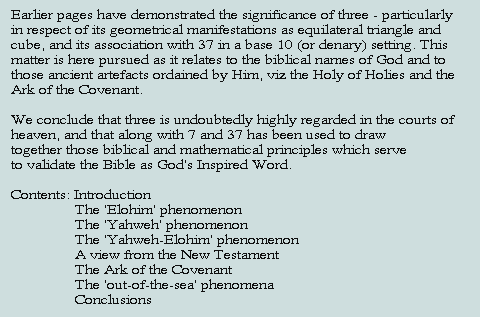 Earlier pages have demonstrated the significance of three - particularly
in respect of its geometrical manifestations as equilateral triangle and
cube, and its association with 37 in a base 10 (or denary) setting. This
matter is here pursued as it relates to the biblical names of God and to
those ancient artefacts ordained by Him, viz the Holy of Holies and the
Ark of the Covenant.
We conclude that three is undoubtedly highly regarded in the courts of
heaven, and that along with 7 and 37 has been used to draw
together those biblical and mathematical principles which serve
to validate the Bible as God's Inspired Word.
Contents: Introduction
The 'Elohim' phenomenon
The 'Yahweh' phenomenon
The 'Yahweh-Elohim' phenomenon
A view from the New Testament
The Ark of the Covenant
The 'out-of-the-sea' phenomena
Conclusions